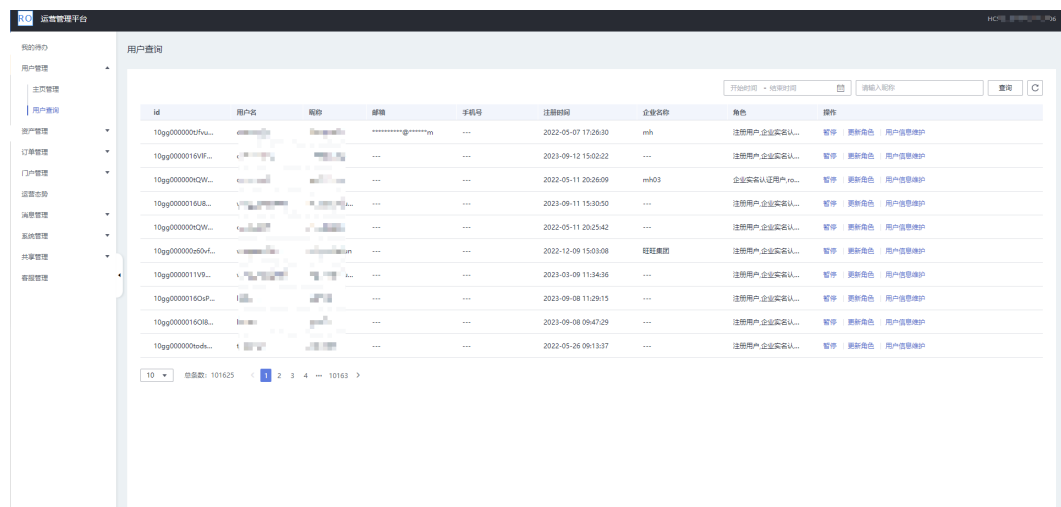 RO 运营管理平台
我的待办
用户管理
主页管理
用户查询
资产管理
订单管理
门户管理
运营态势
消息管理
系统管理
共享管理
客服管理
用户查询
开始时间 - 结束时间 请输入昵称 查询
id 用户名 昵称 邮箱 手机号 注册时间 企业名称 角色 操作
10gg000000tJfvu... **********@******m --- 2022-05-07 17:26:30 mh 注册用户,企业实名认... 暂停 更新角色 用户信息维护
10gg0000016VlF... --- --- 2023-09-12 15:02:22 --- 注册用户,企业实名认... 暂停 更新角色 用户信息维护
10gg000000tQW... --- --- 2022-05-11 20:26:09 mh03 企业实名认证用户,ro... 暂停 更新角色 用户信息维护
10gg0000016U8... --- --- 2023-09-11 15:30:50 --- 注册用户,企业实名认... 暂停 更新角色 用户信息维护
10gg000000tQW... --- --- 2022-05-11 20:25:42 --- 注册用户,企业实名认... 暂停 更新角色 用户信息维护
10gg000000z60vf... --- --- 2022-12-09 15:03:08 旺旺集团 注册用户,企业实名认... 暂停 更新角色 用户信息维护
10gg0000011V9... --- --- 2023-03-09 11:34:36 --- 注册用户,企业实名认... 暂停 更新角色 用户信息维护
10gg0000016OsP... --- --- 2023-09-08 11:29:15 --- 注册用户,企业实名认... 暂停 更新角色 用户信息维护
10gg0000016OI8... --- --- 2023-09-08 09:47:29 --- 注册用户,企业实名认... 暂停 更新角色 用户信息维护
10gg000000tods... --- --- 2022-05-26 09:13:37 --- 注册用户,企业实名认... 暂停 更新角色 用户信息维护
10 总条数: 101625 < 1 2 3 4 ... 10163 >